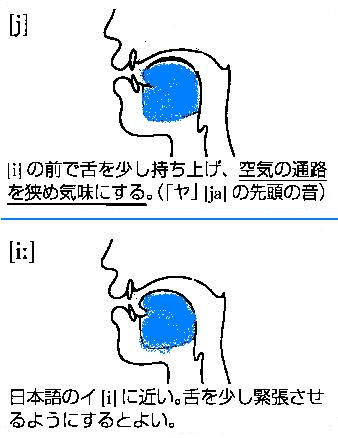 [j]
[i]の前で舌を少し持ち上げ、空気の通路
を狭め気味にする。(「ヤ」[ja]の先頭の音)
[i:]
日本語のイ[i]に近い。舌を少し緊張させ
るようにするとよい。